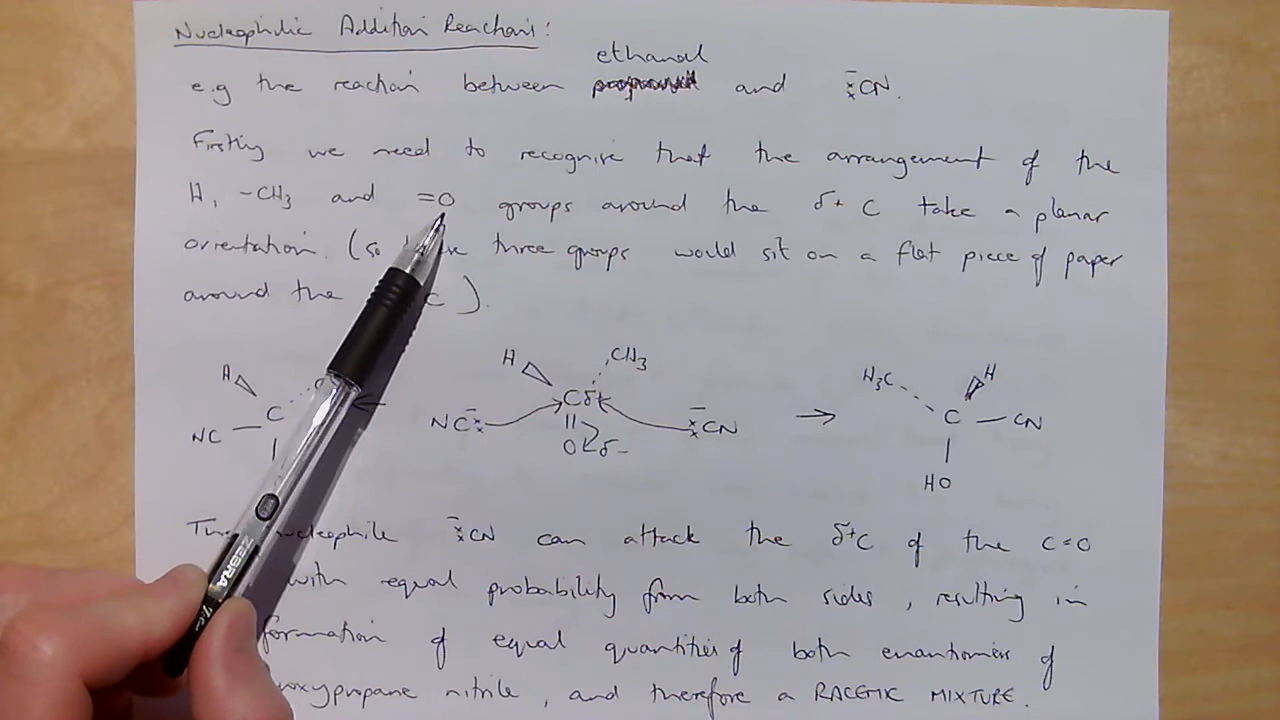 Nucleophilic Addition Reactions:
ethanal
e.g the reaction between and ⁻××CN.
Firstly we need to recognise that the arrangement of the
H, -CH3 and =O groups around the δ+ C take a planar
orientation. (so three groups would sit on a flat piece of paper
around the C).
H
C
NC
H
CH3
Cδ+
NC⁻××
O δ-
⁻××CN
H3C
H
C
CN
HO
The nucleophile ⁻××CN can attack the δ+C of the C=O
with equal probability from both sides, resulting in
formation of equal quantities of both enantiomers of
nitrile, and therefore a RACEMIC MIXTURE.
ZEBRA